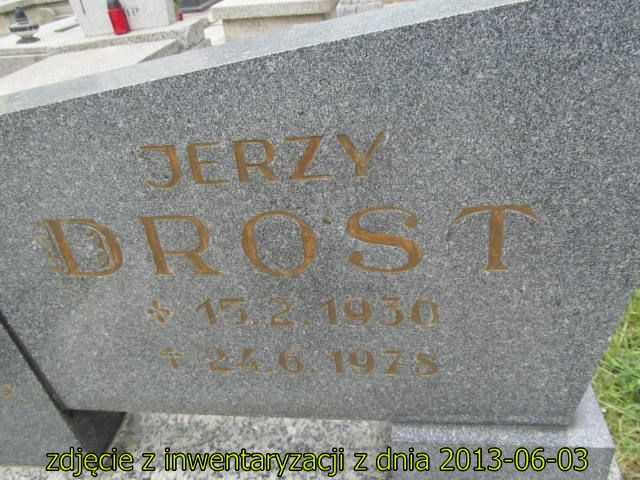 JERZY
DROST
15.2.1930
24.6.1978
zdjęcie z inwentaryzacji z dnia 2013-06-03